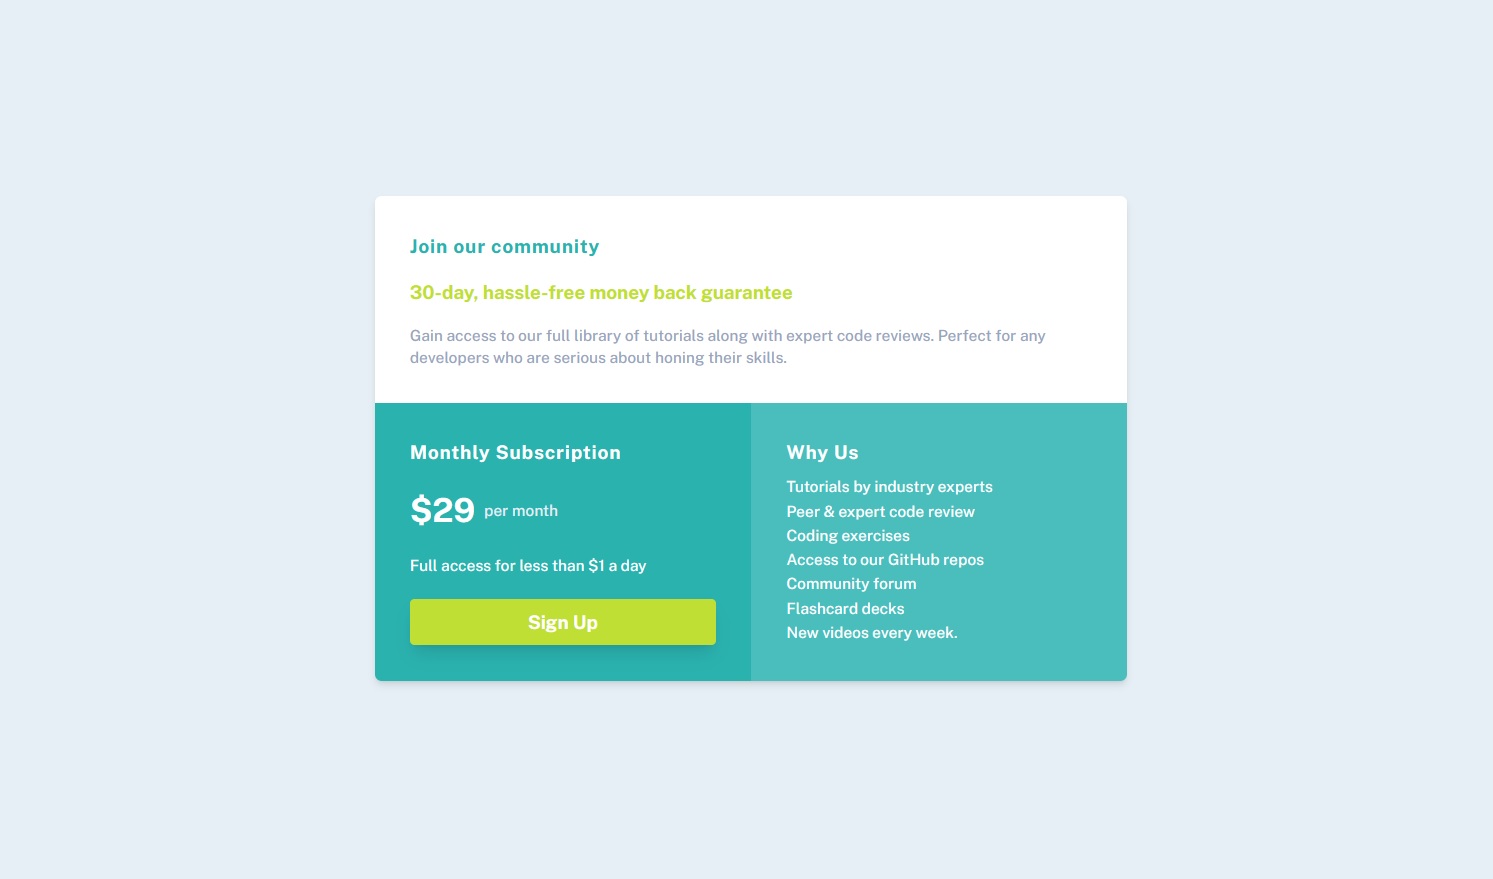 Join our community
30-day, hassle-free money back guarantee
Gain access to our full library of tutorials along with expert code reviews. Perfect for any
developers who are serious about honing their skills.
Monthly Subscription
$29 per month
Full access for less than $1 a day
Sign Up
Why Us
Tutorials by industry experts
Peer & expert code review
Coding exercises
Access to our GitHub repos
Community forum
Flashcard decks
New videos every week.